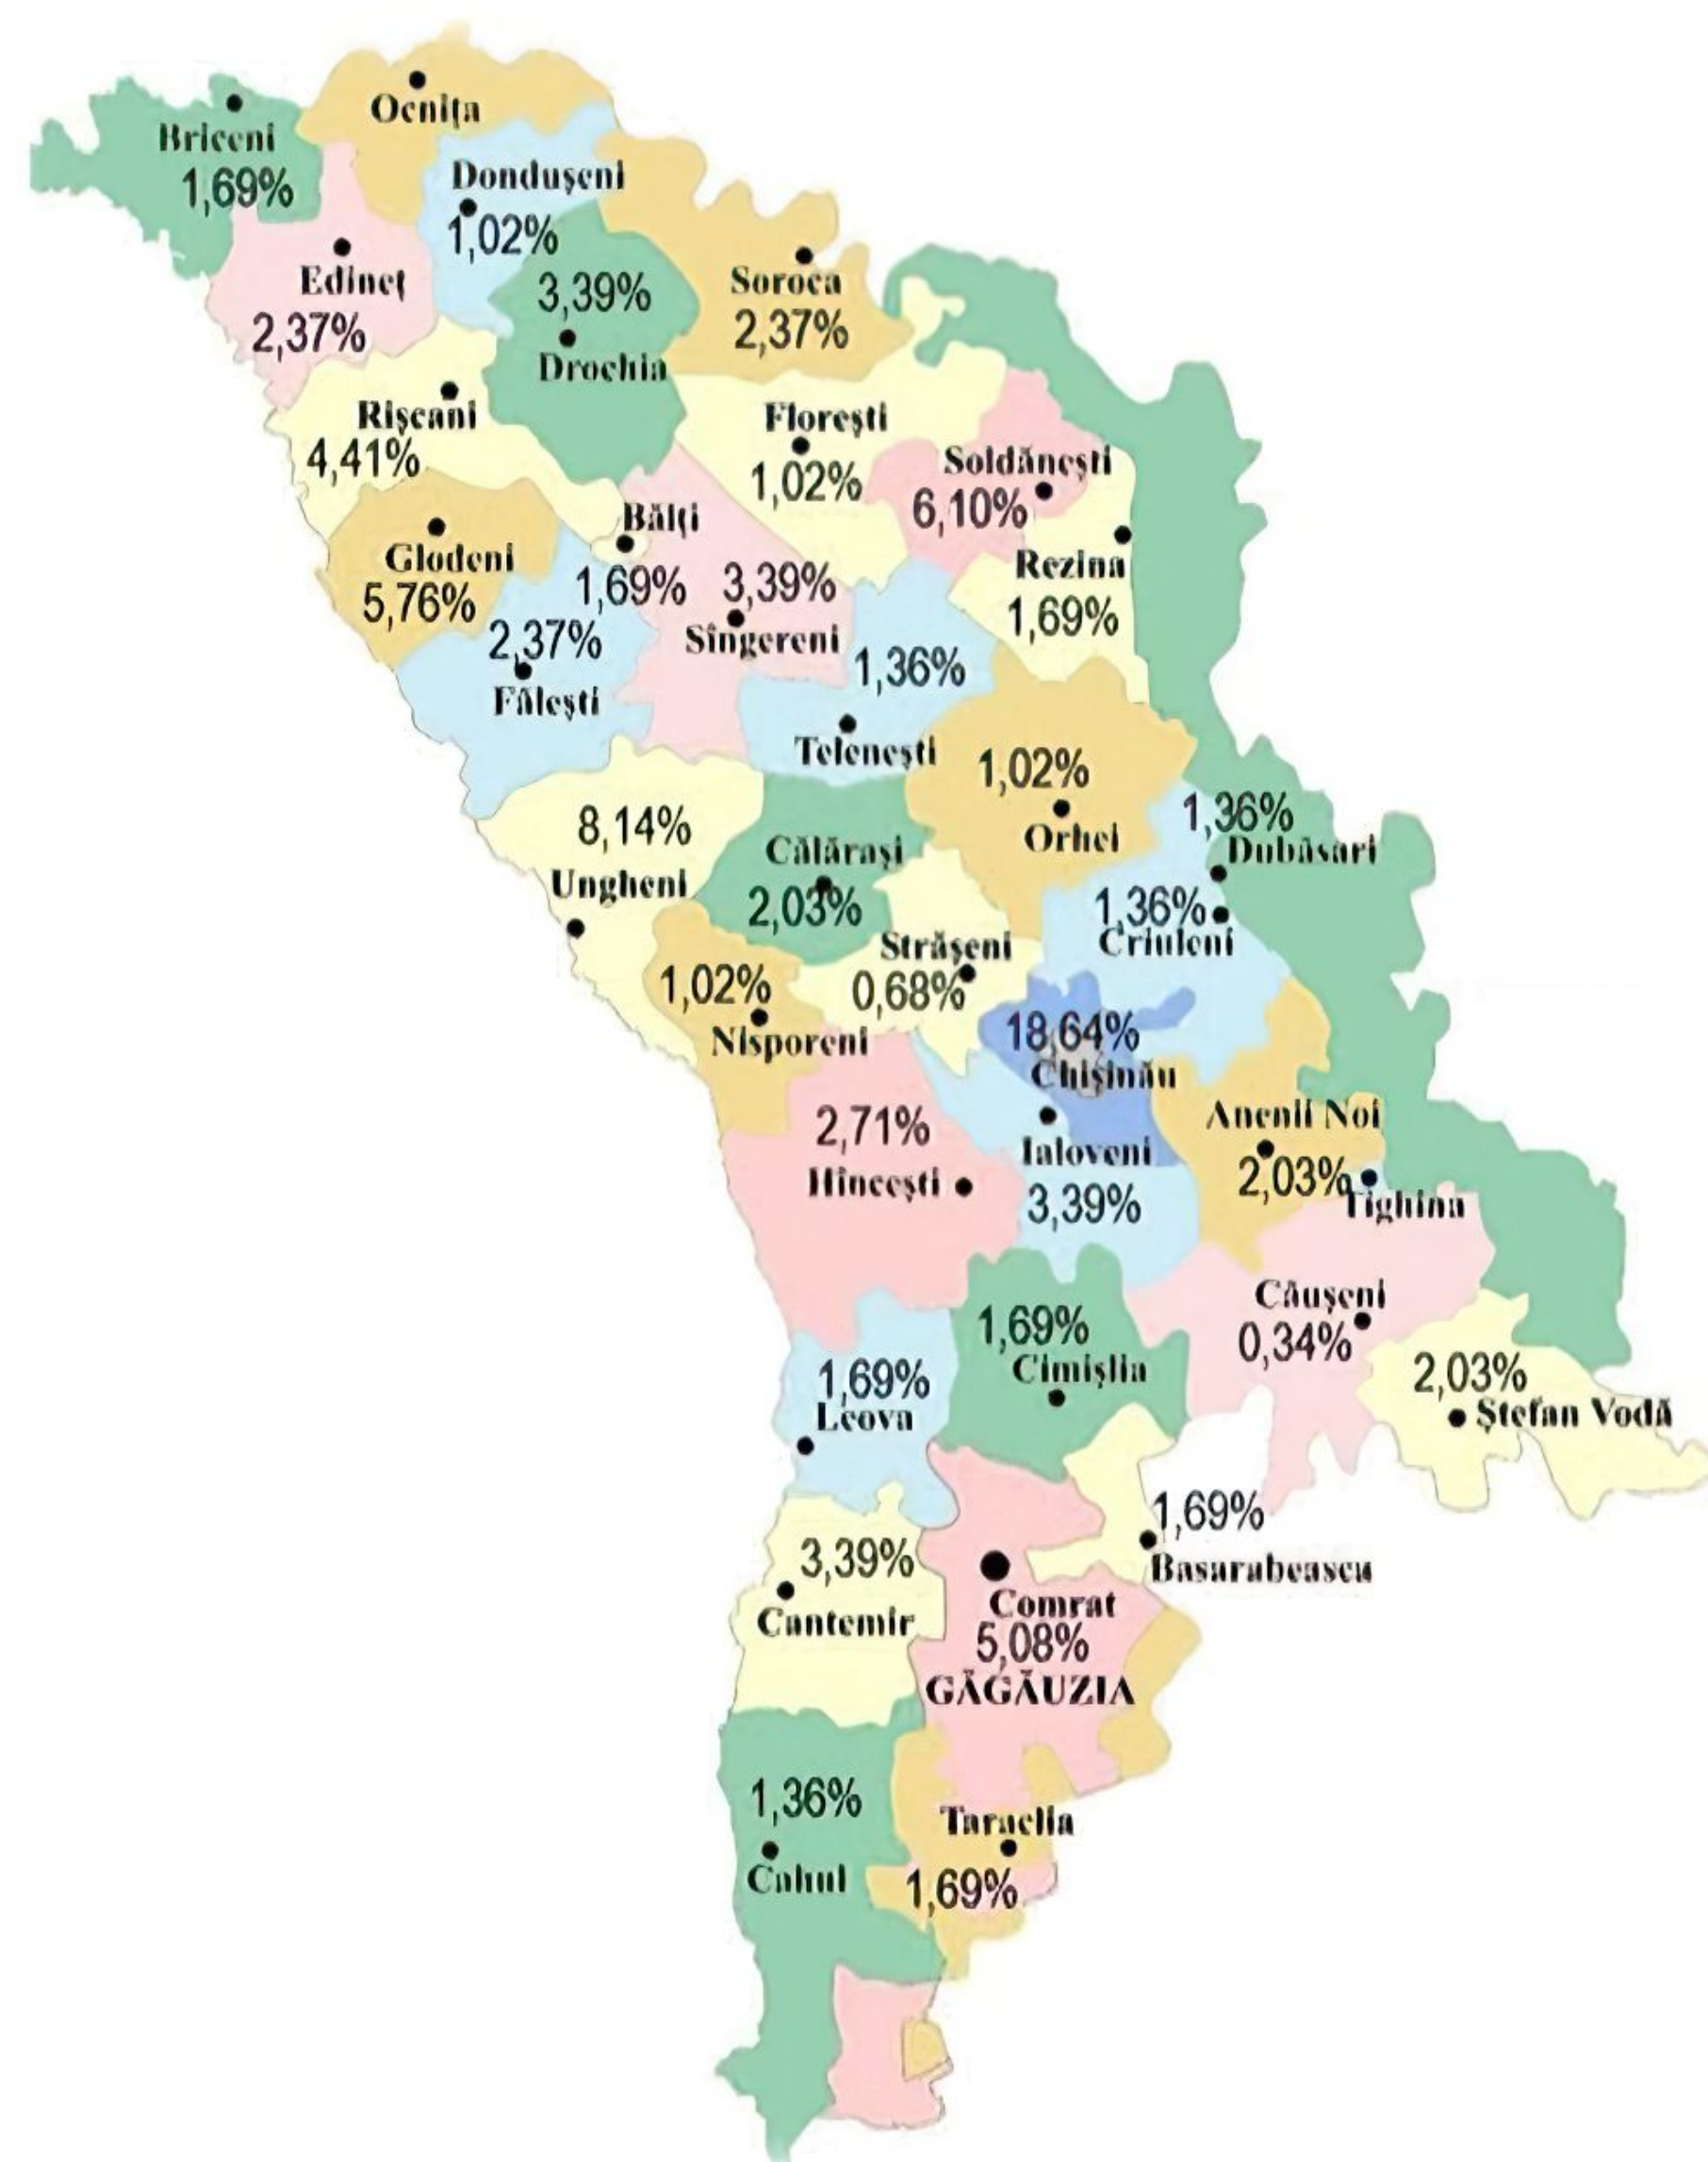 Ocnița
Briceni
1,69%
Dondușeni
1,02%
Edineț
2,37%
3,39%
Drochia
Soroca
2,37%
Rîșcani
4,41%
Florești
1,02%
Soldănești
6,10%
Glodeni
5,76%
Bălți
1,69%
3,39%
Sîngereni
Rezina
1,69%
2,37%
Fălești
1,36%
Telenești
1,02%
Orhei
8,14%
Ungheni
Călărași
2,03%
1,36%
Dubăsari
1,36%
Criuleni
Strășeni
0,68%
1,02%
Nisporeni
18,64%
Chișinău
2,71%
Hîncești
Ialoveni
3,39%
Anenii Noi
2,03%
Tighina
Căușeni
0,34%
1,69%
Cimișlia
1,69%
Leova
2,03%
Ștefan Vodă
1,69%
Basarabeasca
3,39%
Cantemir
Comrat
5,08%
GĂGĂUZIA
1,36%
Cahul
Taraclia
1,69%